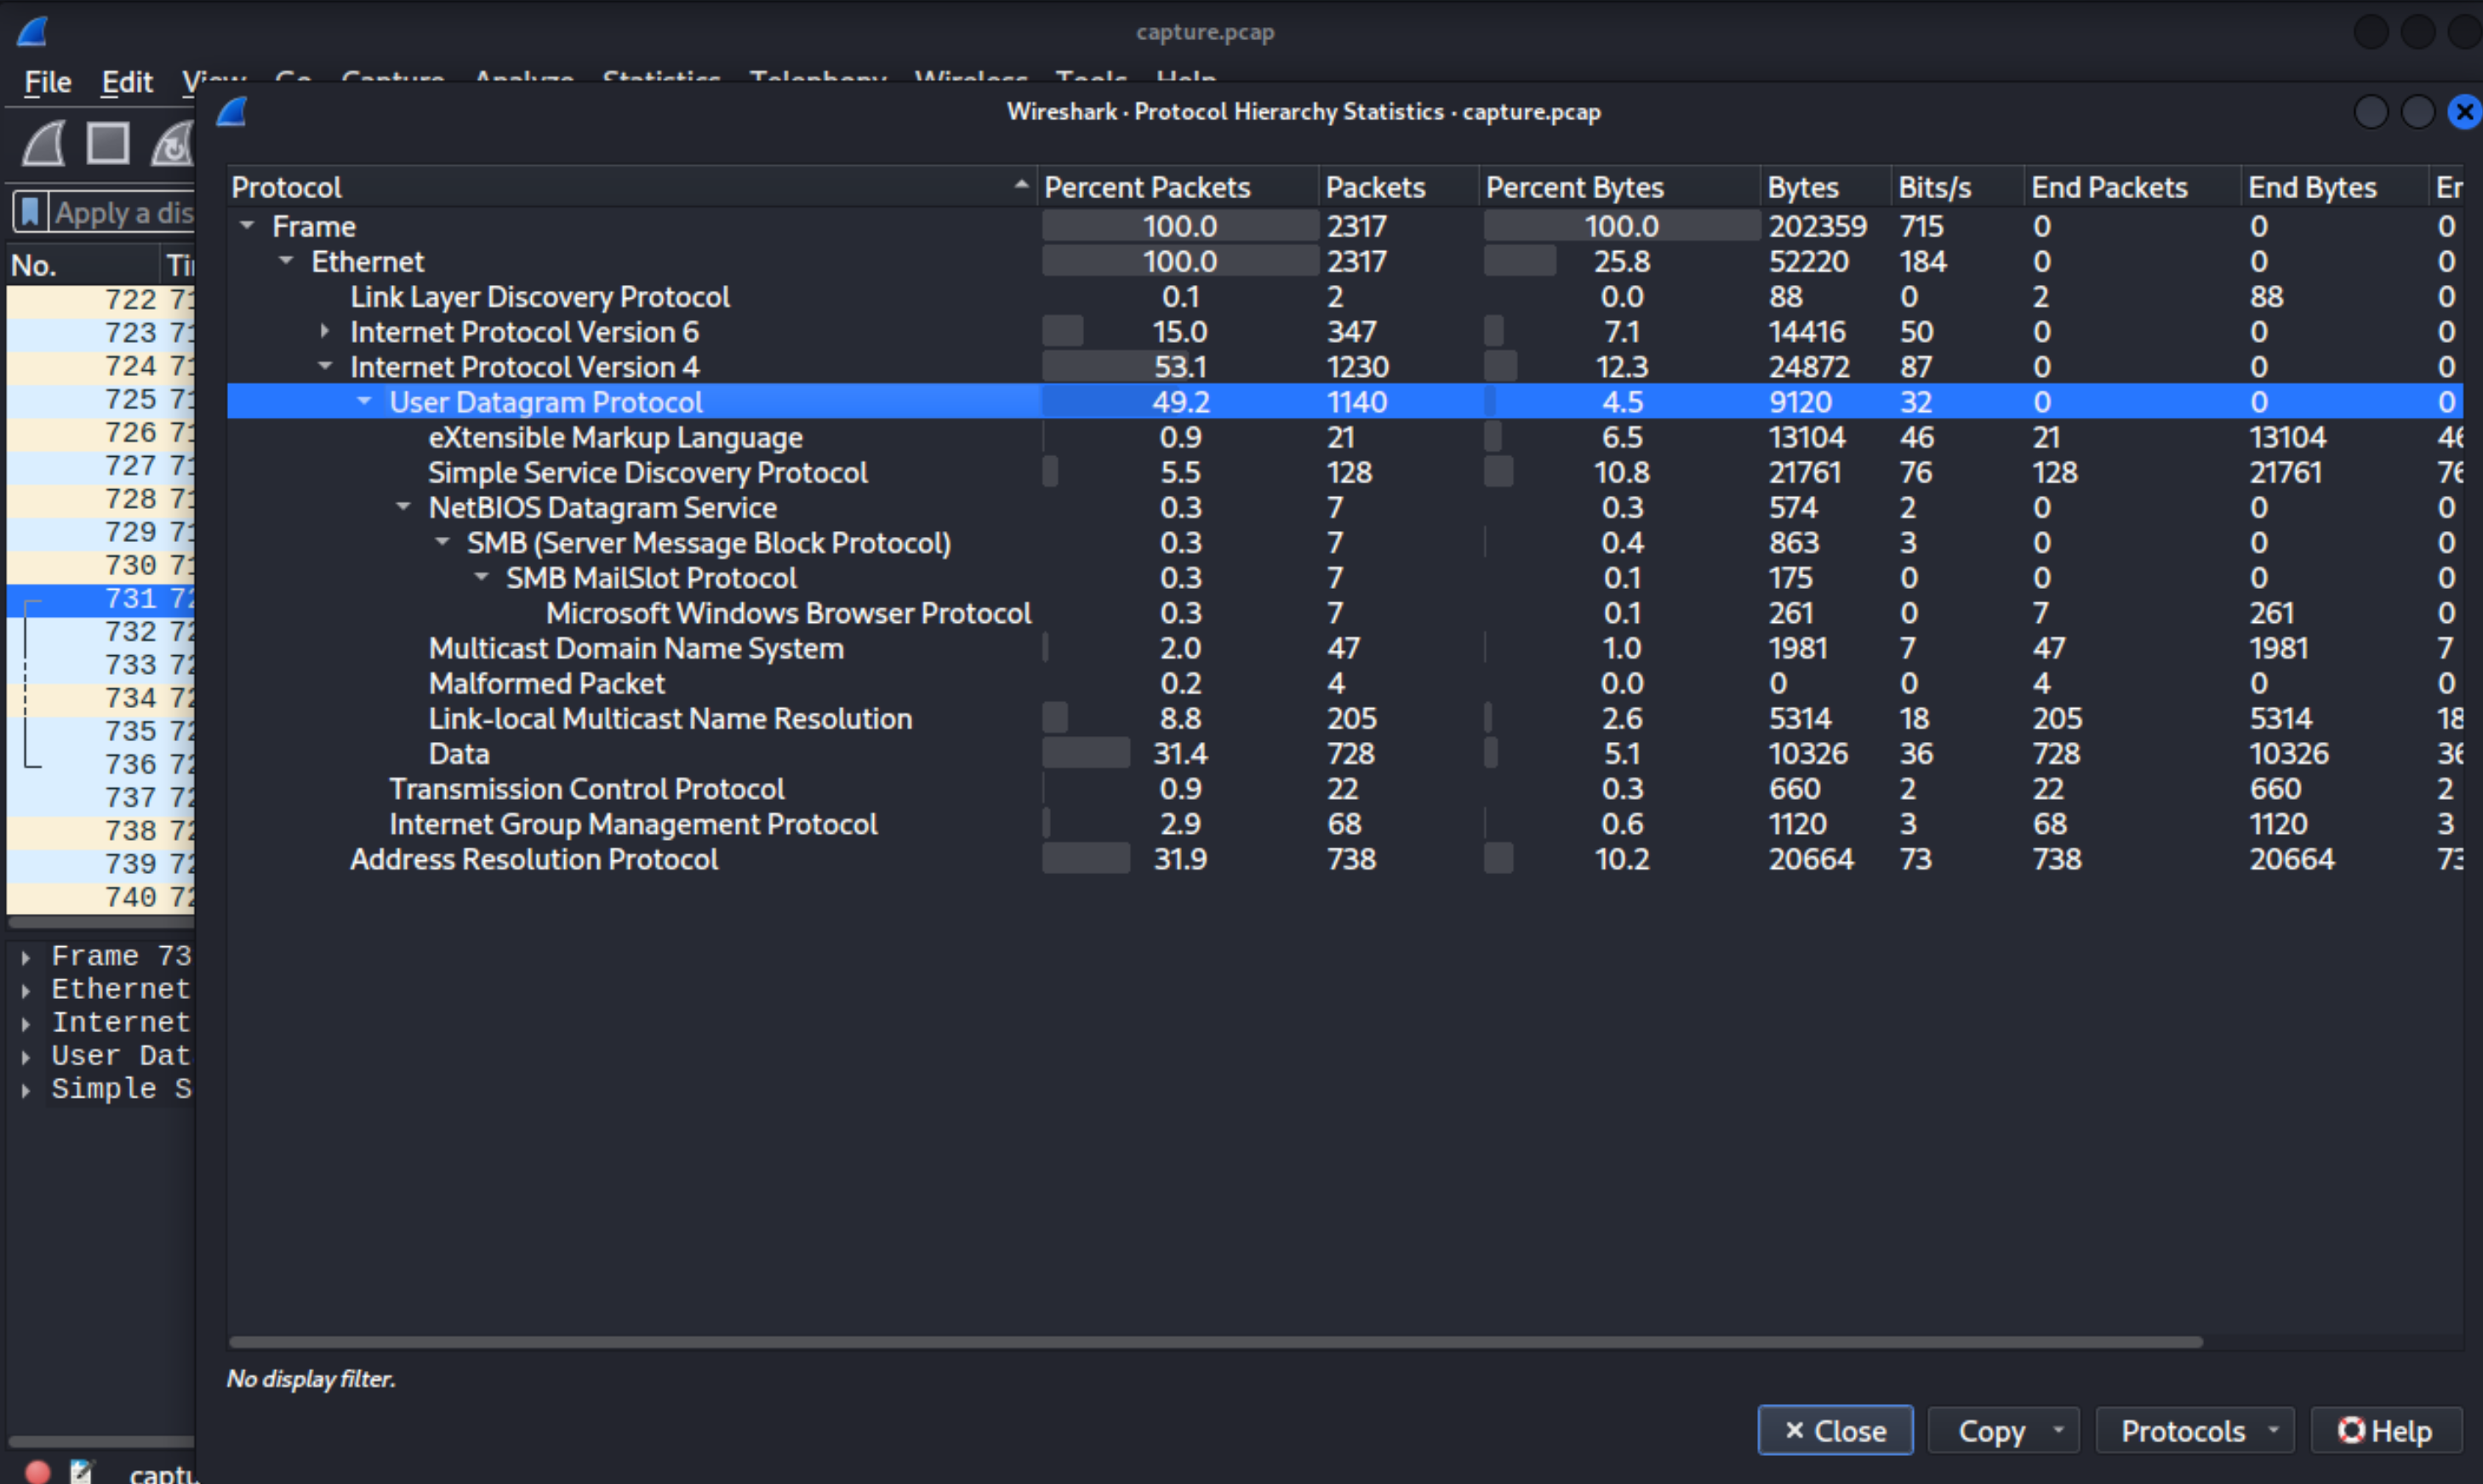 capture.pcap
File Edit View Go Capture Analyze Statistics Telephony Wireless Tools Help
Wireshark · Protocol Hierarchy Statistics · capture.pcap
Apply a dis
No. Ti
722 71
723 71
724 71
725 71
726 71
727 71
728 71
729 71
730 71
731 72
732 72
733 72
734 72
735 72
736 72
737 72
738 72
739 72
740 72
Frame 73
Ethernet
Internet
User Dat
Simple S
captu
Protocol Percent Packets Packets Percent Bytes Bytes Bits/s End Packets End Bytes Er
Frame 100.0 2317 100.0 202359 715 0 0 0
Ethernet 100.0 2317 25.8 52220 184 0 0 0
Link Layer Discovery Protocol 0.1 2 0.0 88 0 2 88 0
Internet Protocol Version 6 15.0 347 7.1 14416 50 0 0 0
Internet Protocol Version 4 53.1 1230 12.3 24872 87 0 0 0
User Datagram Protocol 49.2 1140 4.5 9120 32 0 0 0
eXtensible Markup Language 0.9 21 6.5 13104 46 21 13104 46
Simple Service Discovery Protocol 5.5 128 10.8 21761 76 128 21761 76
NetBIOS Datagram Service 0.3 7 0.3 574 2 0 0 0
SMB (Server Message Block Protocol) 0.3 7 0.4 863 3 0 0 0
SMB MailSlot Protocol 0.3 7 0.1 175 0 0 0 0
Microsoft Windows Browser Protocol 0.3 7 0.1 261 0 7 261 0
Multicast Domain Name System 2.0 47 1.0 1981 7 47 1981 7
Malformed Packet 0.2 4 0.0 0 0 4 0 0
Link-local Multicast Name Resolution 8.8 205 2.6 5314 18 205 5314 18
Data 31.4 728 5.1 10326 36 728 10326 36
Transmission Control Protocol 0.9 22 0.3 660 2 22 660 2
Internet Group Management Protocol 2.9 68 0.6 1120 3 68 1120 3
Address Resolution Protocol 31.9 738 10.2 20664 73 738 20664 73
No display filter.
Close Copy Protocols Help